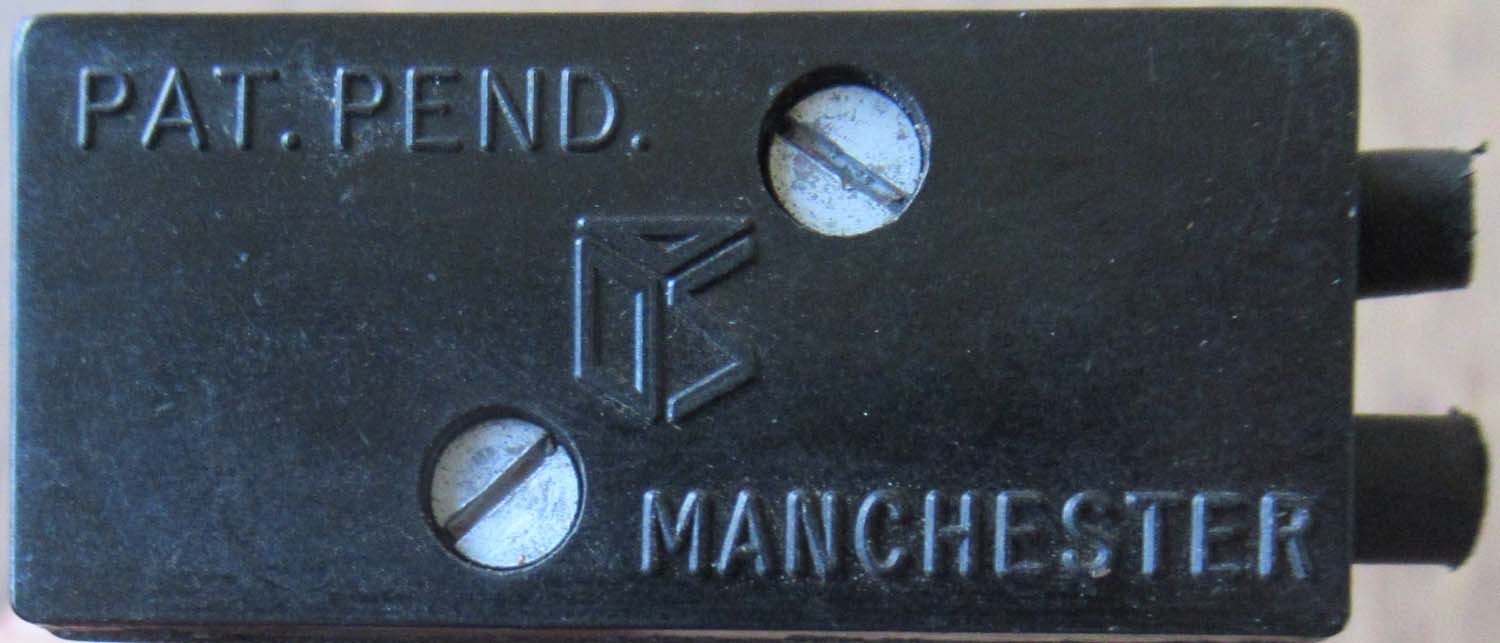 PAT. PEND.
MANCHESTER